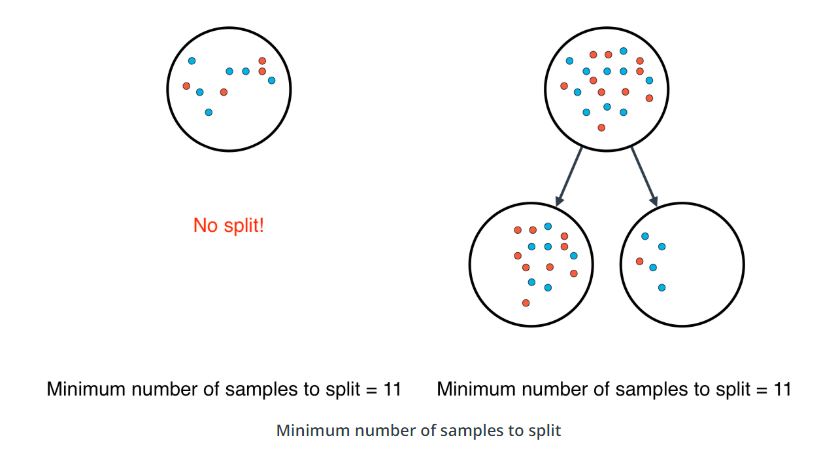 No split!
Minimum number of samples to split = 11
Minimum number of samples to split = 11
Minimum number of samples to split